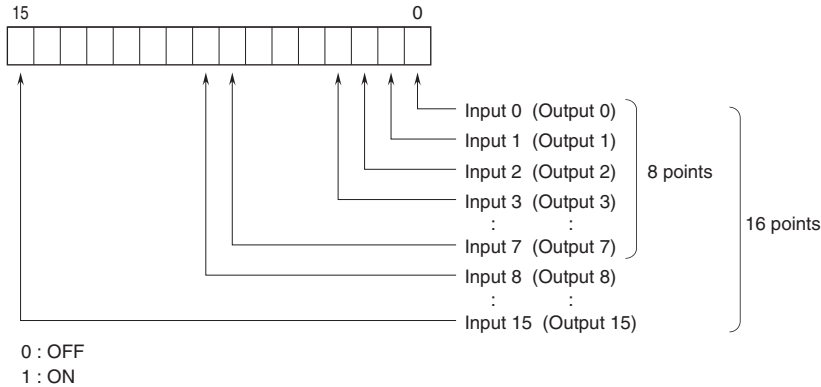 15 0
Input 0 (Output 0)
Input 1 (Output 1)
Input 2 (Output 2)
8 points
Input 3 (Output 3)
: :
16 points
Input 7 (Output 7)
Input 8 (Output 8)
: :
Input 15 (Output 15)
0 : OFF
1 : ON